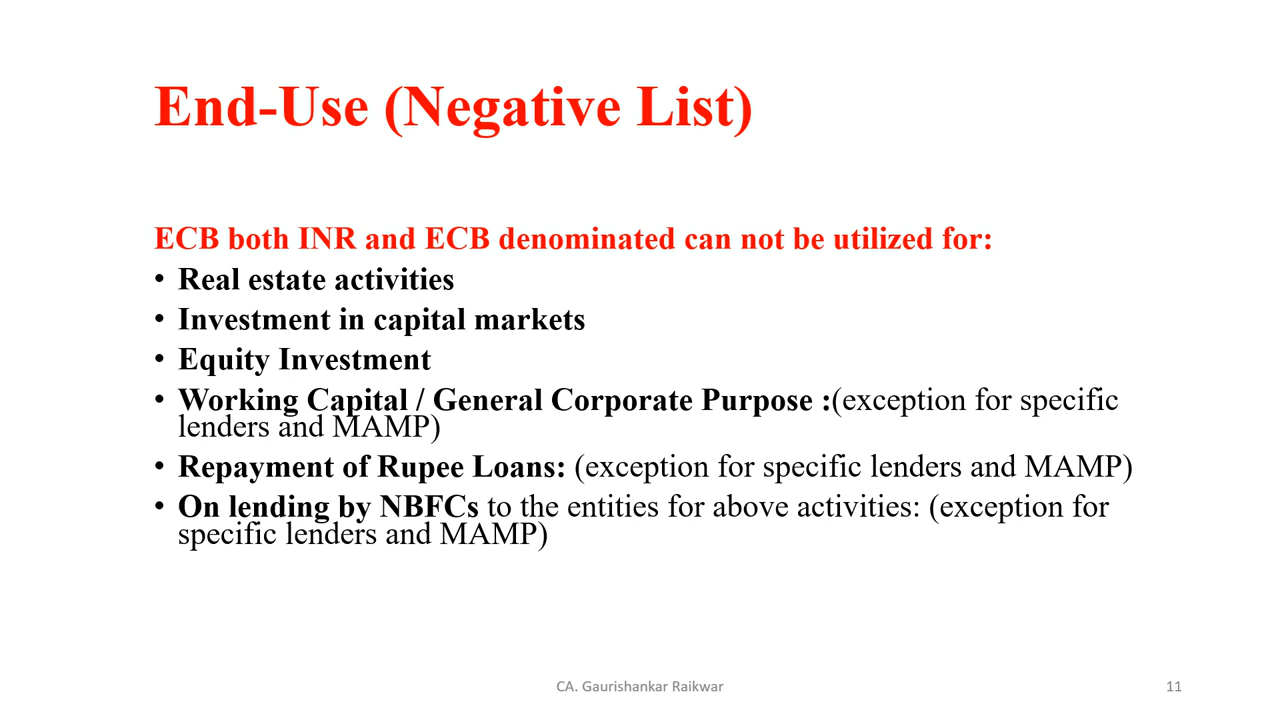 End-Use (Negative List)
ECB both INR and ECB denominated can not be utilized for:
• Real estate activities
• Investment in capital markets
• Equity Investment
• Working Capital / General Corporate Purpose :(exception for specific
lenders and MAMP)
• Repayment of Rupee Loans: (exception for specific lenders and MAMP)
• On lending by NBFCs to the entities for above activities: (exception for
specific lenders and MAMP)
CA. Gaurishankar Raikwar
11